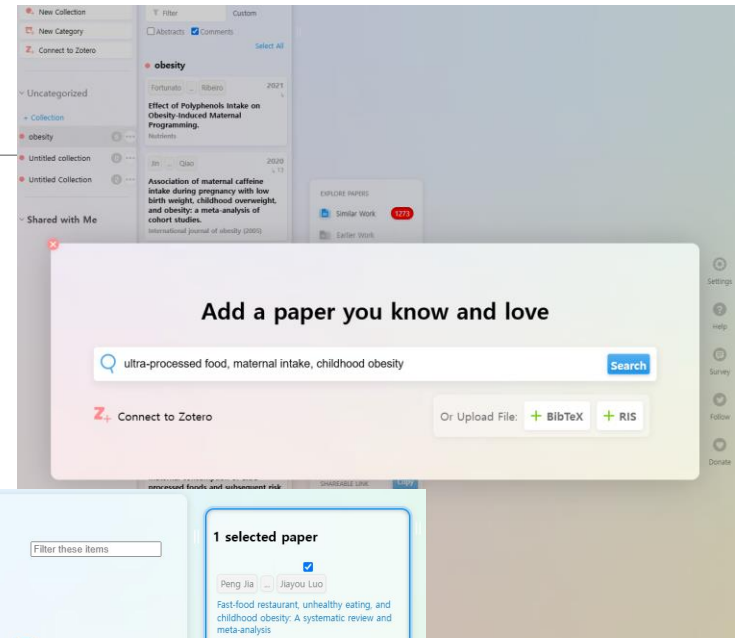 New Collection
New Category
Connect to Zotero
Uncategorized
+ Collection
obesity
Untitled collection
Untitled Collection
Shared with Me
Filter
Custom
Abstracts
Comments
Select All
obesity
Fortunato ... Ribeiro 2021
Effect of Polyphenols Intake on
Obesity-Induced Maternal
Programming.
Nutrients
Jin ... Qiao 2020
Association of maternal caffeine
intake during pregnancy with low
birth weight, childhood overweight,
and obesity: a meta-analysis of
cohort studies.
International journal of obesity (2005)
EXPLORE PAPERS
Similar Work 1273
Earlier Work
Add a paper you know and love
ultra-processed food, maternal intake, childhood obesity
Search
Z+ Connect to Zotero
Or Upload File: + BibTeX + RIS
Settings
Help
Survey
Follow
Donate
processed foods and subsequent risk
SHAREABLE LINK
Copy
Filter these items
1 selected paper
Peng Jia ... Jiayou Luo
Fast-food restaurant, unhealthy eating, and
childhood obesity: A systematic review and
meta-analysis